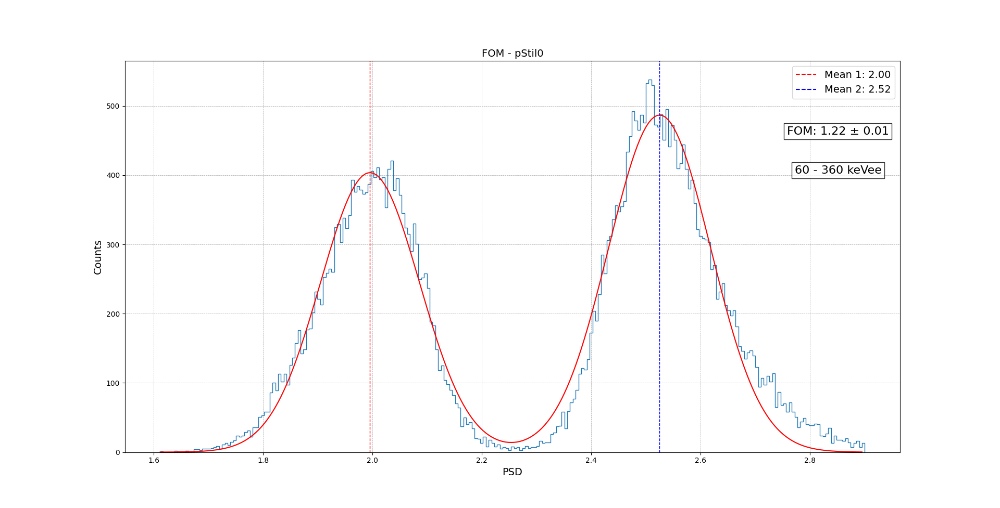 FOM - pStil0
Mean 1: 2.00
Mean 2: 2.52
FOM: 1.22 ± 0.01
60 - 360 keVee
Counts
500
400
300
200
100
0
1.6 1.8 2.0 2.2 2.4 2.6 2.8
PSD